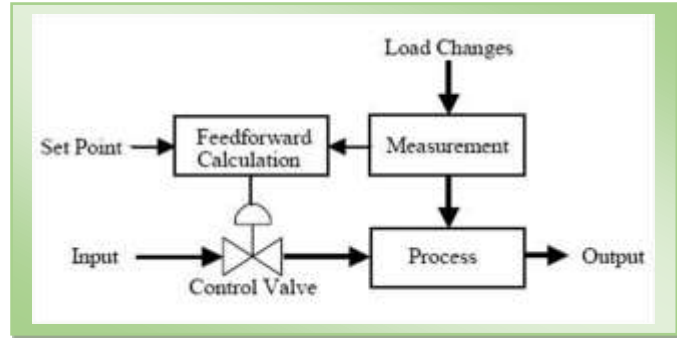 Load Changes
Set Point
Feedforward
Calculation
Measurement
Input
Control Valve
Process
Output